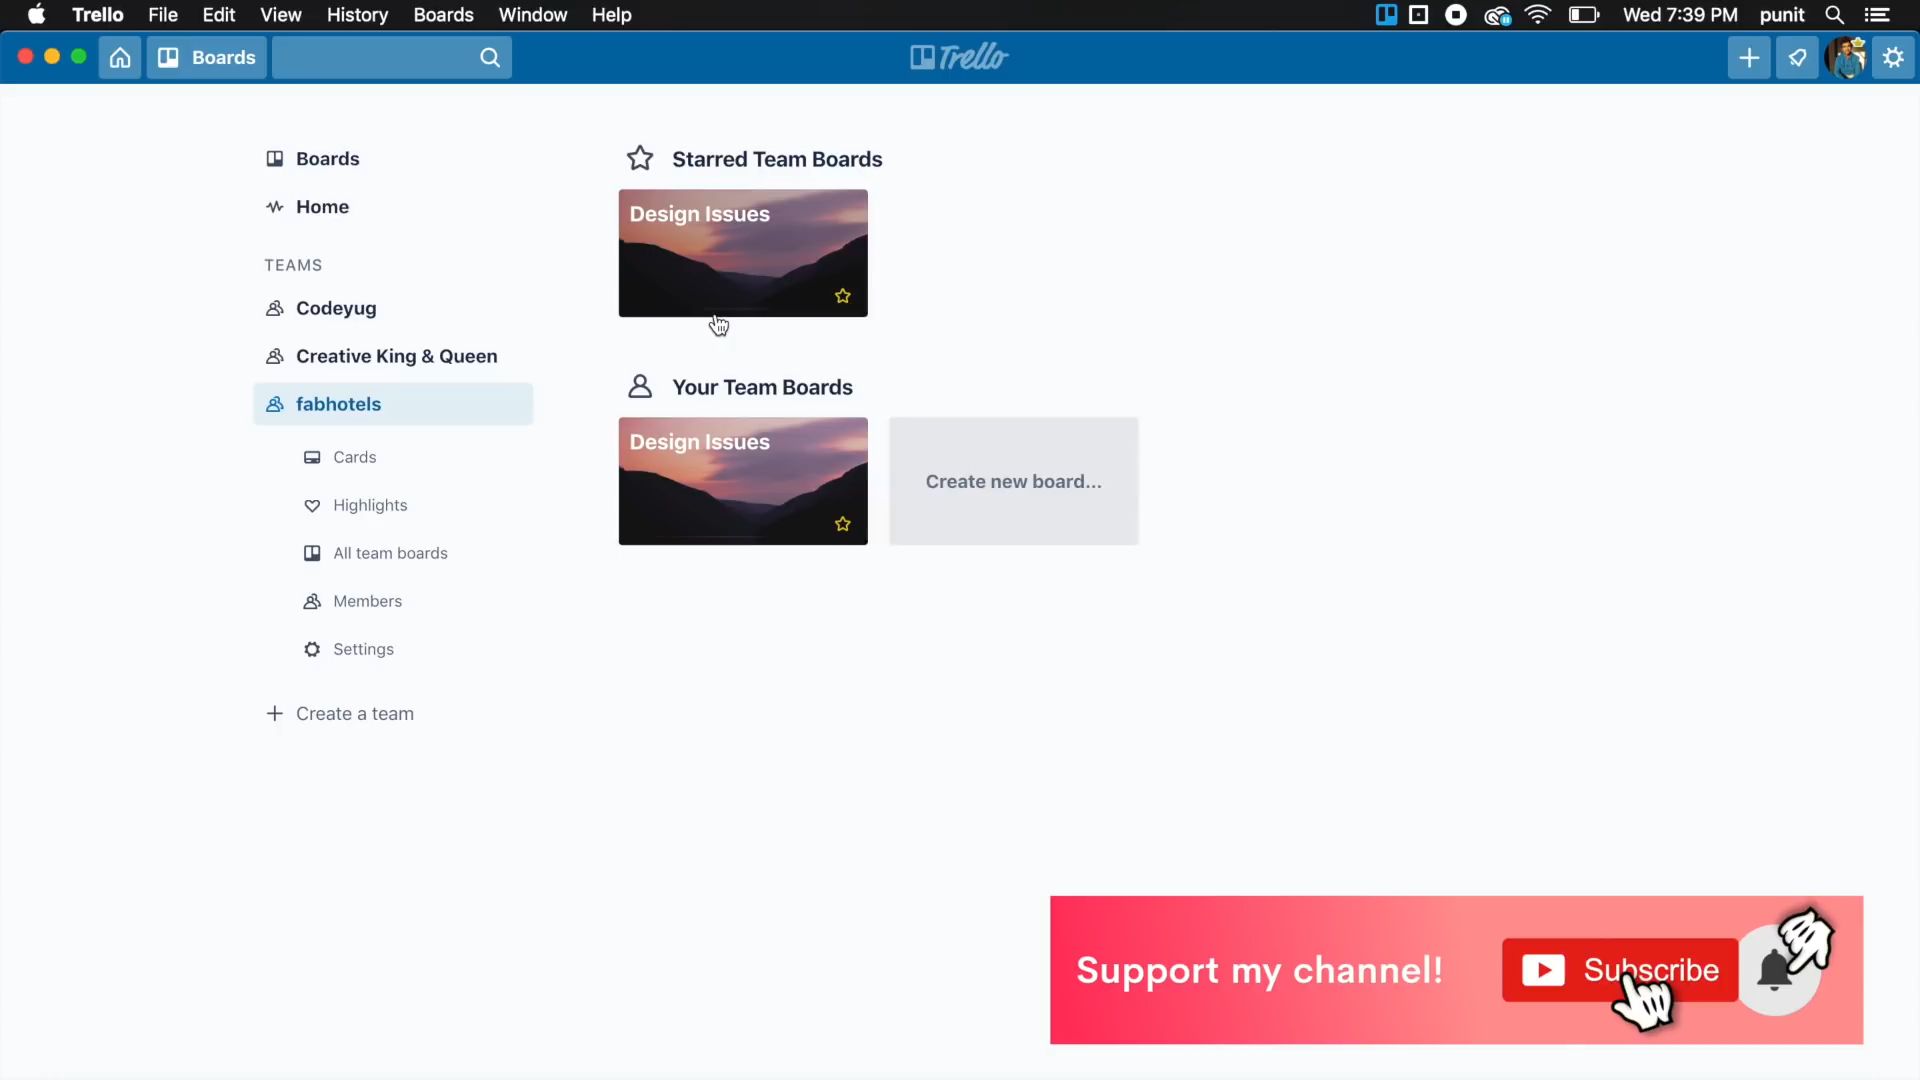 Trello File Edit View History Boards Window Help Wed 7:39 PM punit
Boards Trello
Boards
Home
TEAMS
Codeyug
Creative King & Queen
fabhotels
Cards
Highlights
All team boards
Members
Settings
Create a team
Starred Team Boards
Design Issues
Your Team Boards
Design Issues
Create new board...
Support my channel! Subscribe